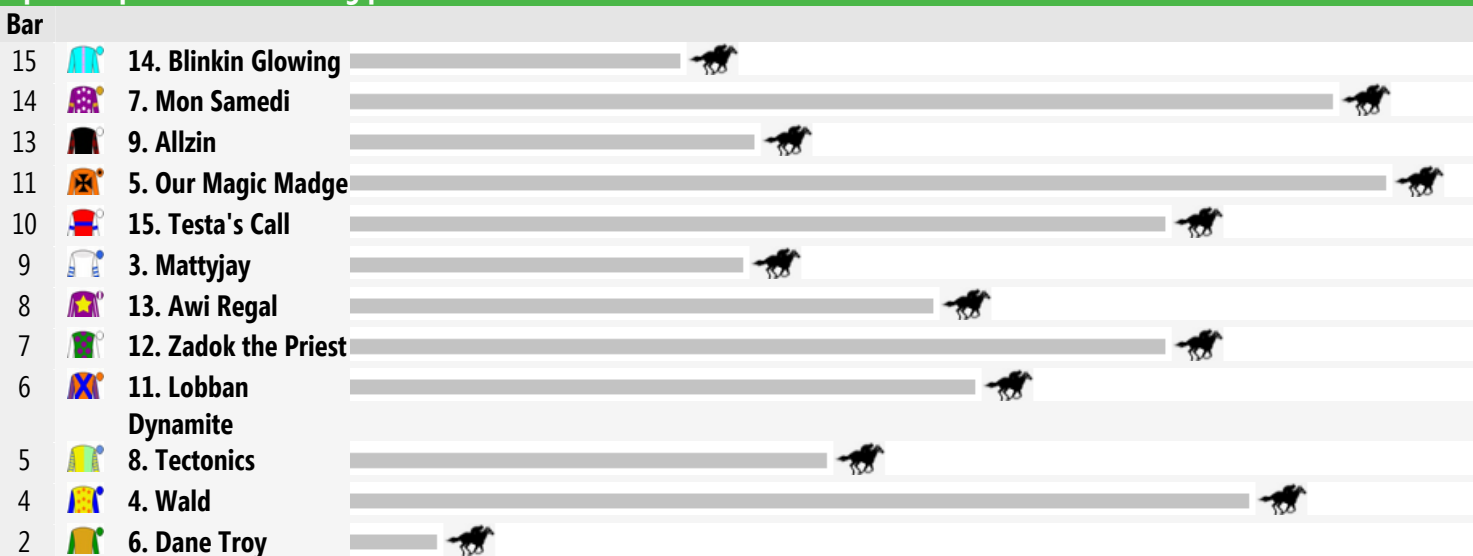 Bar
15 14. Blinkin Glowing
14 7. Mon Samedi
13 9. Allzin
11 5. Our Magic Madge
10 15. Testa's Call
9 3. Mattyjay
8 13. Awi Regal
7 12. Zadok the Priest
6 11. Lobban
Dynamite
5 8. Tectonics
4 4. Wald
2 6. Dane Troy